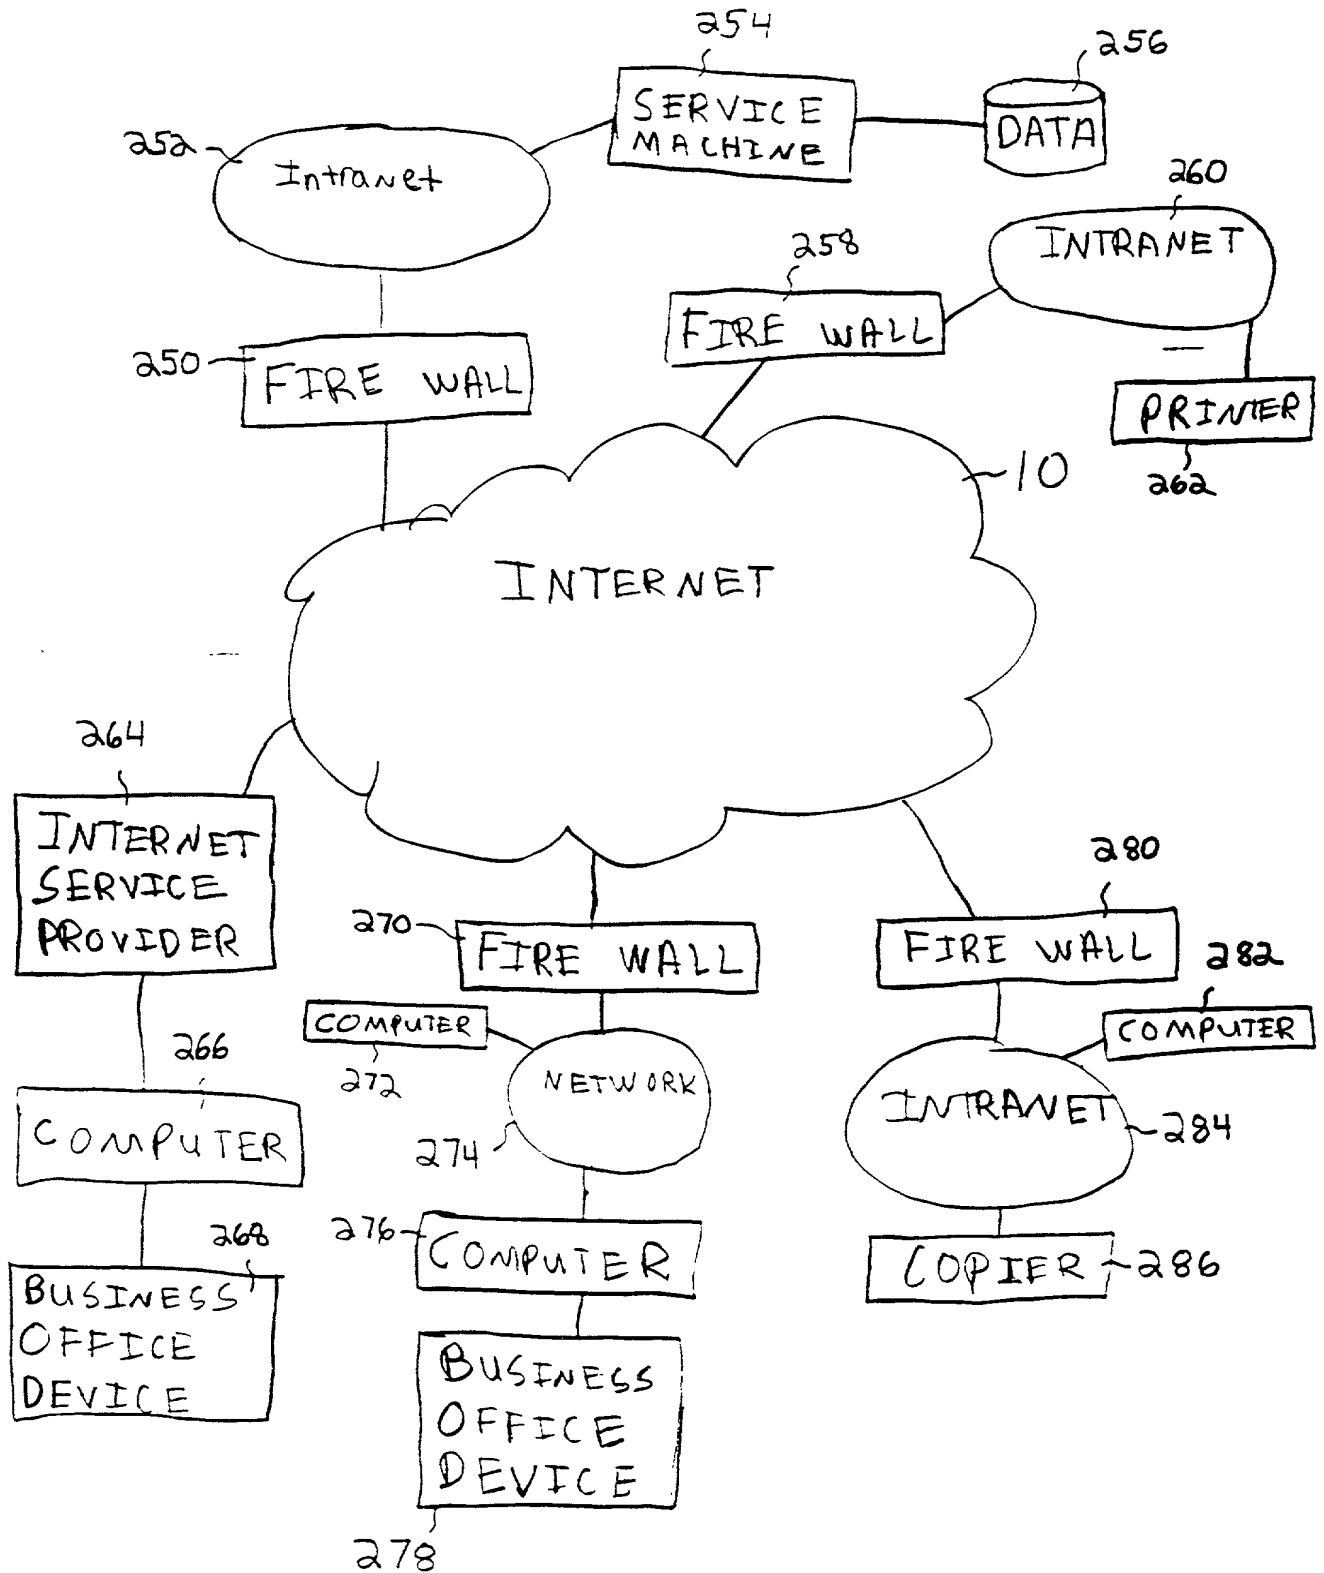 254
SERVICE
MACHINE
256
DATA
252
Intranet
260
INTRANET
258
FIRE WALL
250
FIRE WALL
PRINTER
262
10
INTERNET
264
INTERNET
SERVICE
PROVIDER
270
FIRE WALL
280
FIRE WALL
282
COMPUTER
COMPUTER
272
NETWORK
274
INTRANET
284
266
COMPUTER
276
COMPUTER
COPIER
286
268
BUSINESS
OFFICE
DEVICE
BUSINESS
OFFICE
DEVICE
278